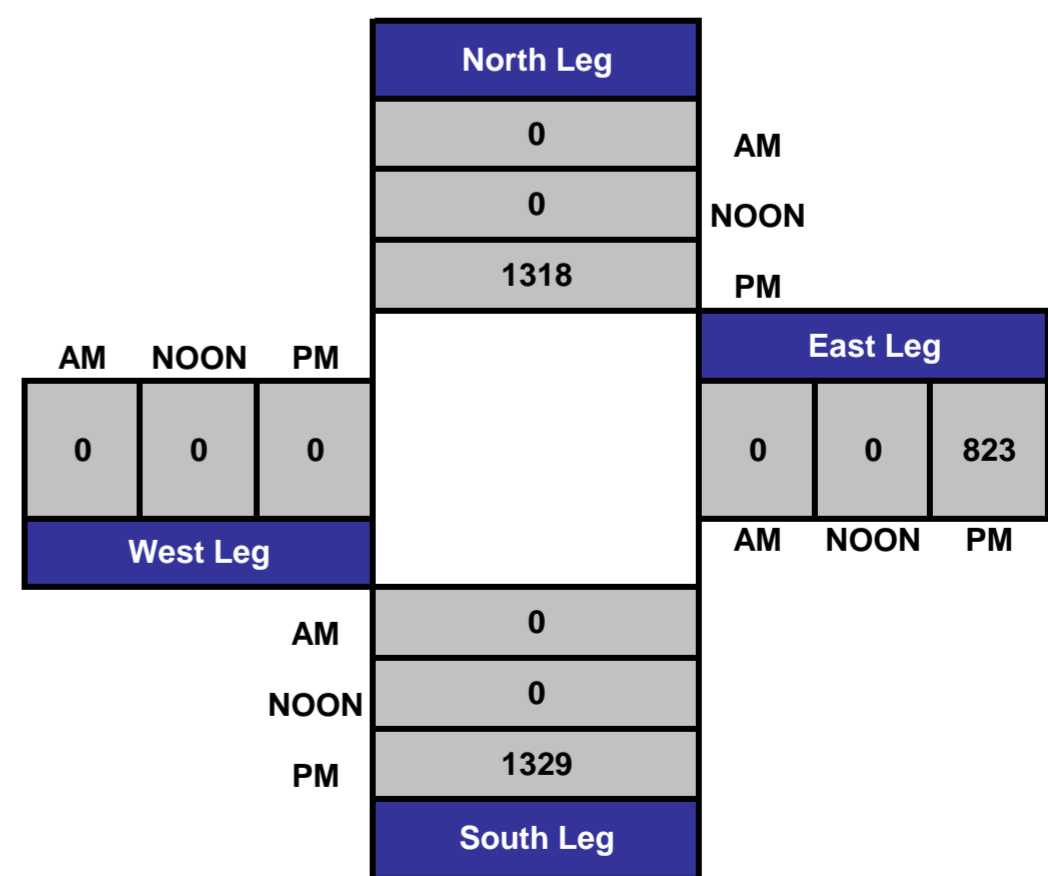 North Leg
0 AM
0 NOON
1318 PM
East Leg
AM NOON PM
0 0 0
0 0 823
West Leg
AM NOON PM
AM 0
NOON 0
PM 1329
South Leg